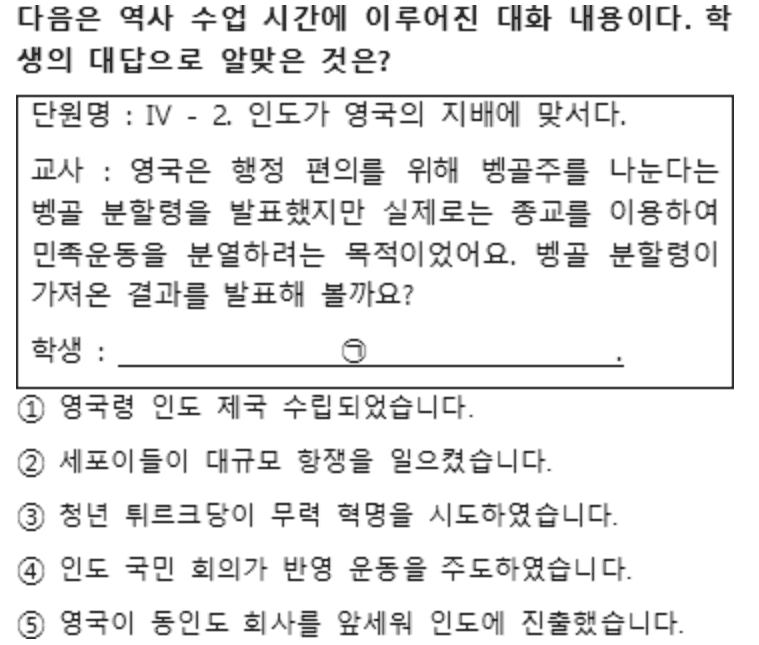 다음은 역사 수업 시간에 이루어진 대화 내용이다. 학
생의 대답으로 알맞은 것은?
단원명 : Ⅳ - 2. 인도가 영국의 지배에 맞서다.
교사 : 영국은 행정 편의를 위해 벵골주를 나눈다는
벵골 분할령을 발표했지만 실제로는 종교를 이용하여
민족운동을 분열하려는 목적이었어요. 벵골 분할령이
가져온 결과를 발표해 볼까요?
학생 : ㉠ .
① 영국령 인도 제국 수립되었습니다.
② 세포이들이 대규모 항쟁을 일으켰습니다.
③ 청년 튀르크당이 무력 혁명을 시도하였습니다.
④ 인도 국민 회의가 반영 운동을 주도하였습니다.
⑤ 영국이 동인도 회사를 앞세워 인도에 진출했습니다.